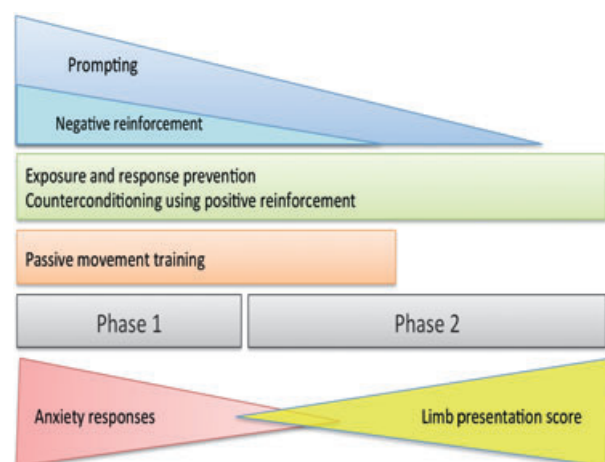 Prompting
Negative reinforcement
Exposure and response prevention
Counterconditioning using positive reinforcement
Passive movement training
Phase 1
Phase 2
Anxiety responses
Limb presentation score